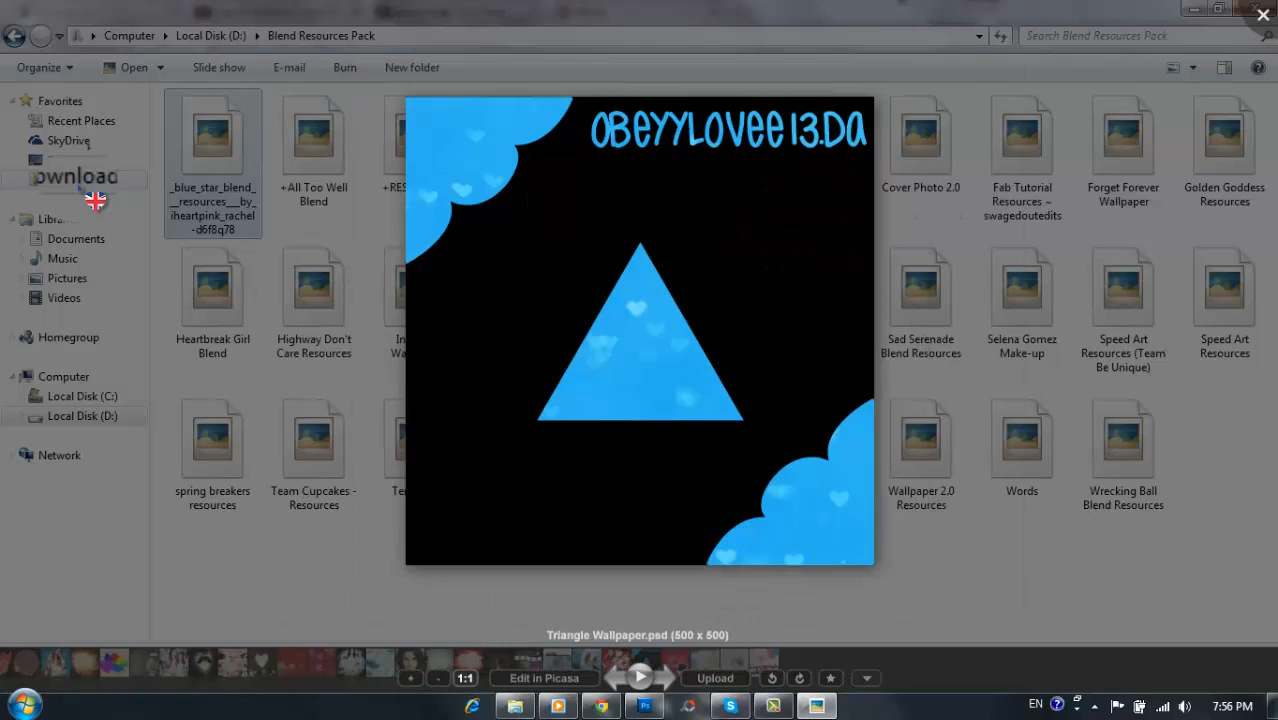 Computer Local Disk (D:) Blend Resources Pack
Search Blend Resources Pack
Organize Open Slide show E-mail Burn New folder
Favorites
Recent Places
SkyDrive
ownload
Documents
Music
Pictures
Videos
Homegroup
Computer
Local Disk (C:)
Local Disk (D:)
Network
_blue_star_blend_
_resources___by_
iheartpink_rachel
-d6f8q78
+All Too Well
Blend
Cover Photo 2.0
Fab Tutorial
Resources ~
swagedoutedits
Forget Forever
Wallpaper
Golden Goddess
Resources
Heartbreak Girl
Blend
Highway Don't
Care Resources
Sad Serenade
Blend Resources
Selena Gomez
Make-up
Speed Art
Resources (Team
Be Unique)
Speed Art
Resources
spring breakers
resources
Team Cupcakes -
Resources
Wallpaper 2.0
Resources
Words
Wrecking Ball
Blend Resources
OBEYYLOVEE13.DA
Triangle Wallpaper.psd (500 x 500)
+ - 1:1 Edit in Picasa Upload
EN 7:56 PM